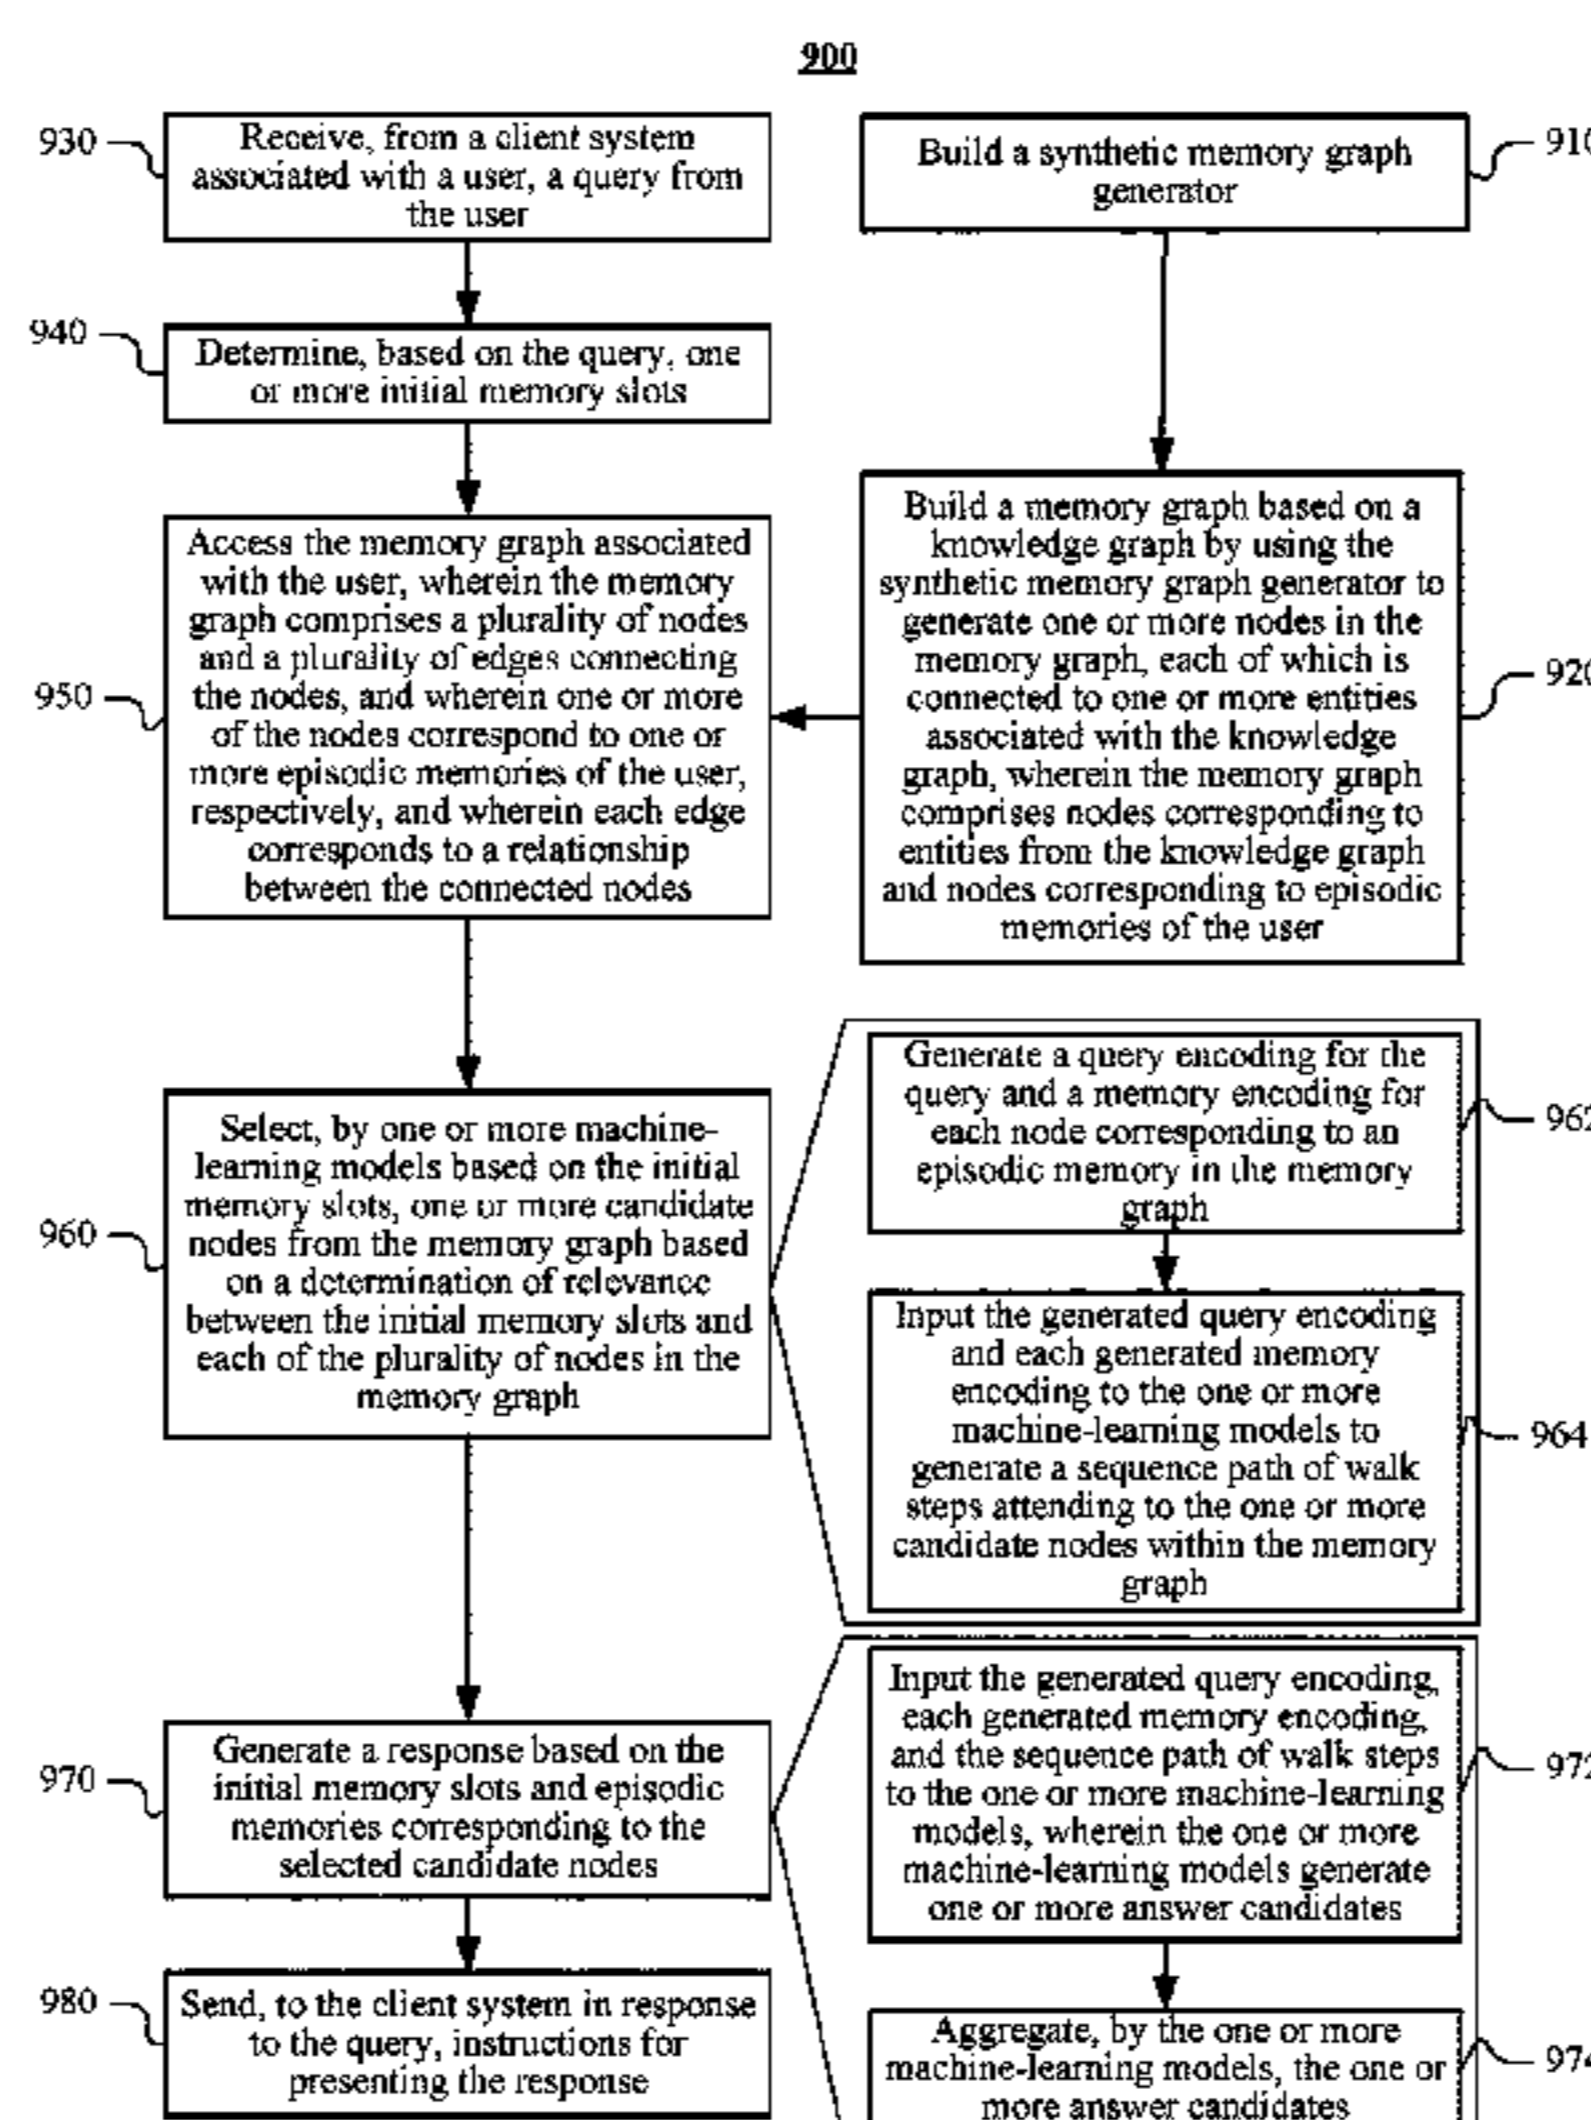 900
930
Receive, from a client system
associated with a user, a query from
the user
940
Determine, based on the query, one
or more initial memory slots
950
Access the memory graph associated
with the user, wherein the memory
graph comprises a plurality of nodes
and a plurality of edges connecting
the nodes, and wherein one or more
of the nodes correspond to one or
more episodic memories of the user,
respectively, and wherein each edge
corresponds to a relationship
between the connected nodes
960
Select, by one or more machine-
learning models based on the initial
memory slots, one or more candidate
nodes from the memory graph based
on a determination of relevance
between the initial memory slots and
each of the plurality of nodes in the
memory graph
970
Generate a response based on the
initial memory slots and episodic
memories corresponding to the
selected candidate nodes
980
Send, to the client system in response
to the query, instructions for
presenting the response
Build a synthetic memory graph
generator
910
Build a memory graph based on a
knowledge graph by using the
synthetic memory graph generator to
generate one or more nodes in the
memory graph, each of which is
connected to one or more entities
associated with the knowledge
graph, wherein the memory graph
comprises nodes corresponding to
entities from the knowledge graph
and nodes corresponding to episodic
memories of the user
920
Generate a query encoding for the
query and a memory encoding for
each node corresponding to an
episodic memory in the memory
graph
962
Input the generated query encoding
and each generated memory
encoding to the one or more
machine-learning models to
generate a sequence path of walk
steps attending to the one or more
candidate nodes within the memory
graph
964
Input the generated query encoding,
each generated memory encoding,
and the sequence path of walk steps
to the one or more machine-learning
models, wherein the one or more
machine-learning models generate
one or more answer candidates
972
Aggregate, by the one or more
machine-learning models, the one or
more answer candidates
974